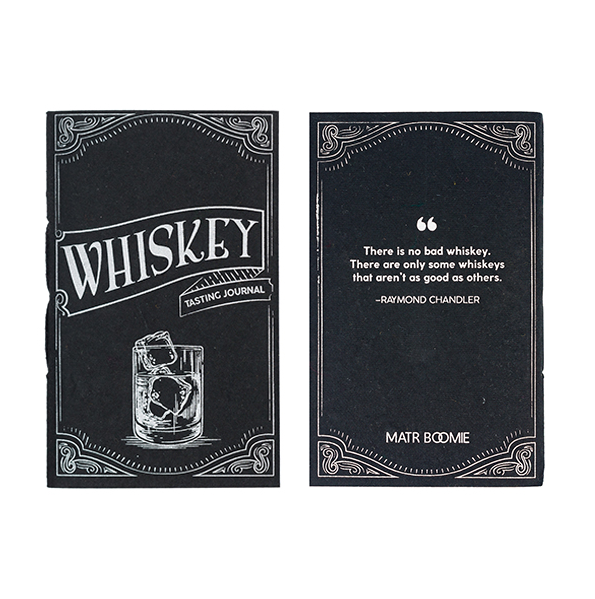 WHISKEY
TASTING JOURNAL
“
There is no bad whiskey.
There are only some whiskeys
that aren't as good as others.
–RAYMOND CHANDLER
MATR BOOMIE